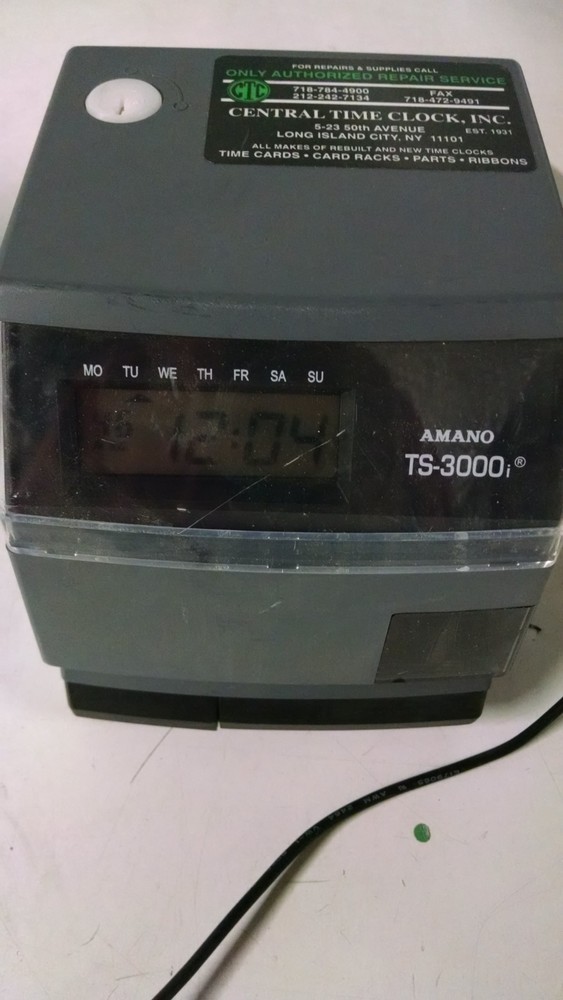 FOR REPAIRS & SUPPLIES CALL
ONLY AUTHORIZED REPAIR SERVICE
CTC
718-784-4900 FAX
212-242-7134 718-472-9491
CENTRAL TIME CLOCK, INC.
5-23 50th AVENUE EST. 1931
LONG ISLAND CITY, NY 11101
ALL MAKES OF REBUILT AND NEW TIME CLOCKS
TIME CARDS • CARD RACKS • PARTS • RIBBONS
MO TU WE TH FR SA SU
12:04
AMANO
TS-3000i®